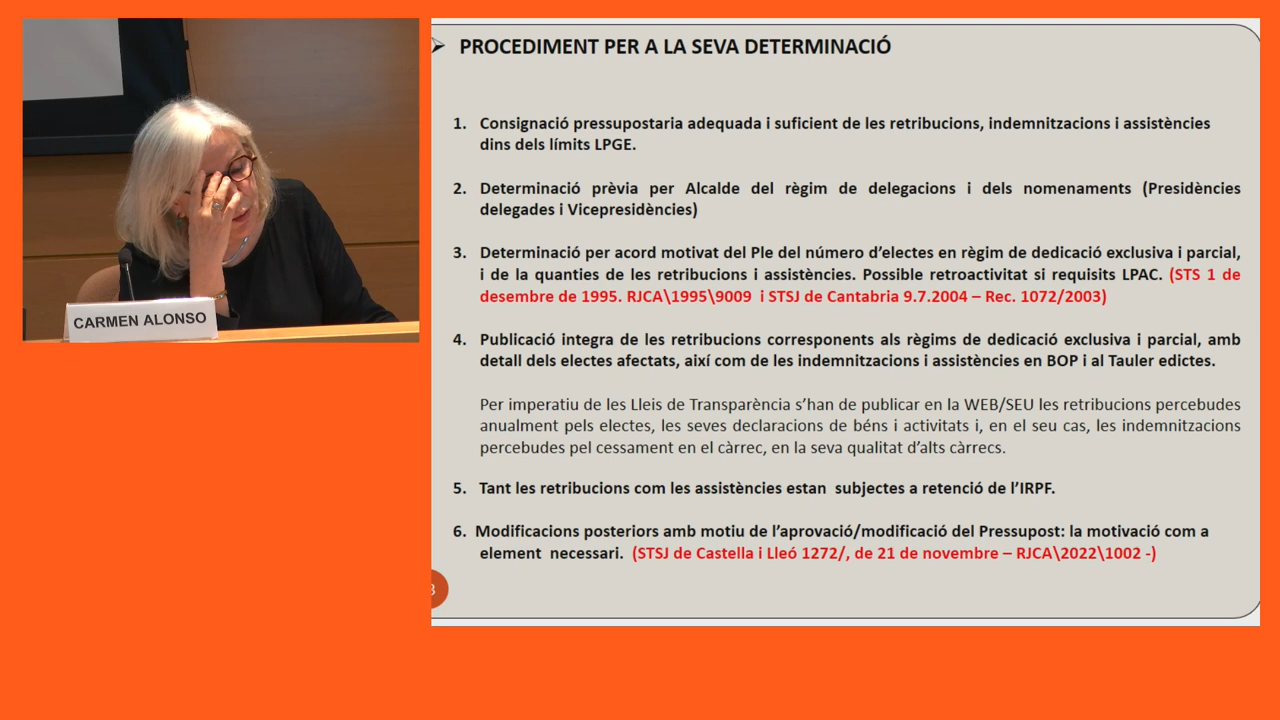 CARMEN ALONSO
➢ PROCEDIMENT PER A LA SEVA DETERMINACIÓ
1. Consignació pressupostaria adequada i suficient de les retribucions, indemnitzacions i assistències
dins dels límits LPGE.
2. Determinació prèvia per Alcalde del règim de delegacions i dels nomenaments (Presidències
delegades i Vicepresidències)
3. Determinació per acord motivat del Ple del número d’electes en règim de dedicació exclusiva i parcial,
i de la quanties de les retribucions i assistències. Possible retroactivitat si requisits LPAC. (STS 1 de
desembre de 1995. RJCA\1995\9009 i STSJ de Cantabria 9.7.2004 – Rec. 1072/2003)
4. Publicació integra de les retribucions corresponents als règims de dedicació exclusiva i parcial, amb
detall dels electes afectats, així com de les indemnitzacions i assistències en BOP i al Tauler edictes.
Per imperatiu de les Lleis de Transparència s’han de publicar en la WEB/SEU les retribucions percebudes
anualment pels electes, les seves declaracions de béns i activitats i, en el seu cas, les indemnitzacions
percebudes pel cessament en el càrrec, en la seva qualitat d’alts càrrecs.
5. Tant les retribucions com les assistències estan subjectes a retenció de l’IRPF.
6. Modificacions posteriors amb motiu de l’aprovació/modificació del Pressupost: la motivació com a
element necessari. (STSJ de Castella i Lleó 1272/, de 21 de novembre – RJCA\2022\1002 -)